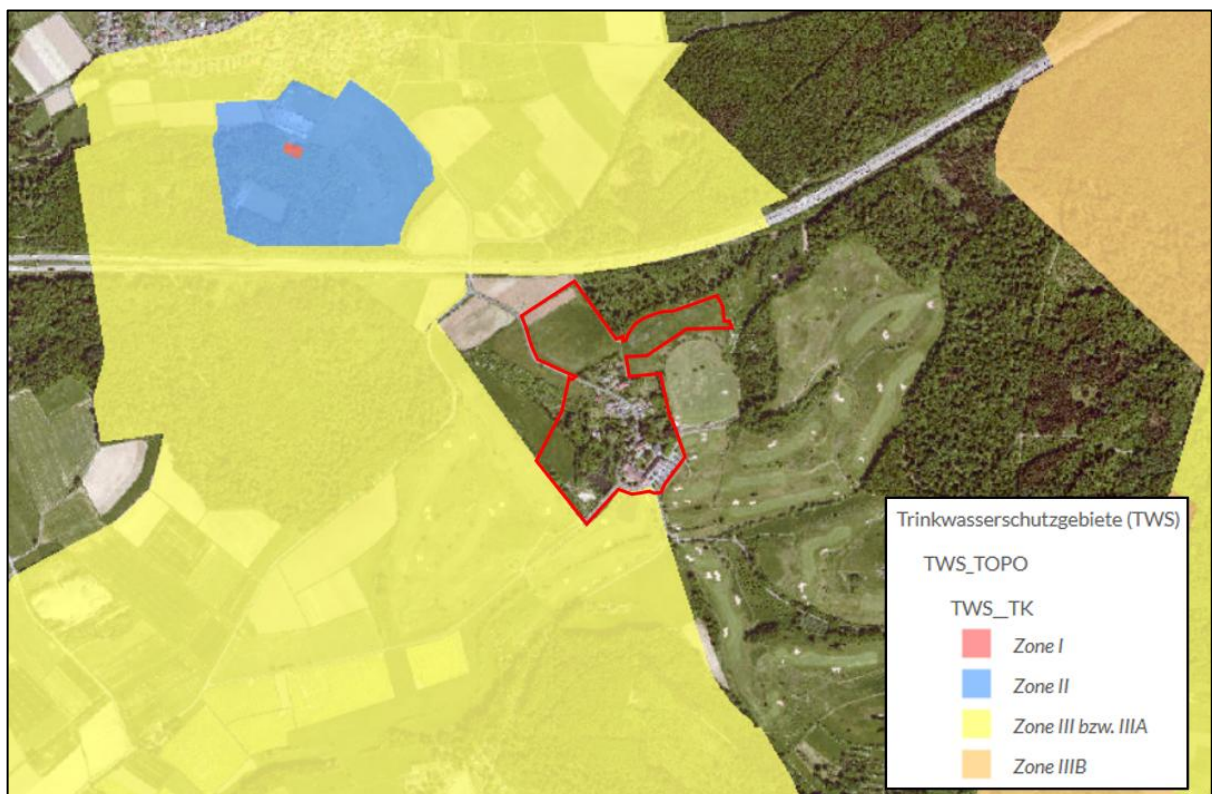 Trinkwasserschutzgebiete (TWS)
TWS_TOPO
TWS__TK
Zone I
Zone II
Zone III bzw. IIIA
Zone IIIB